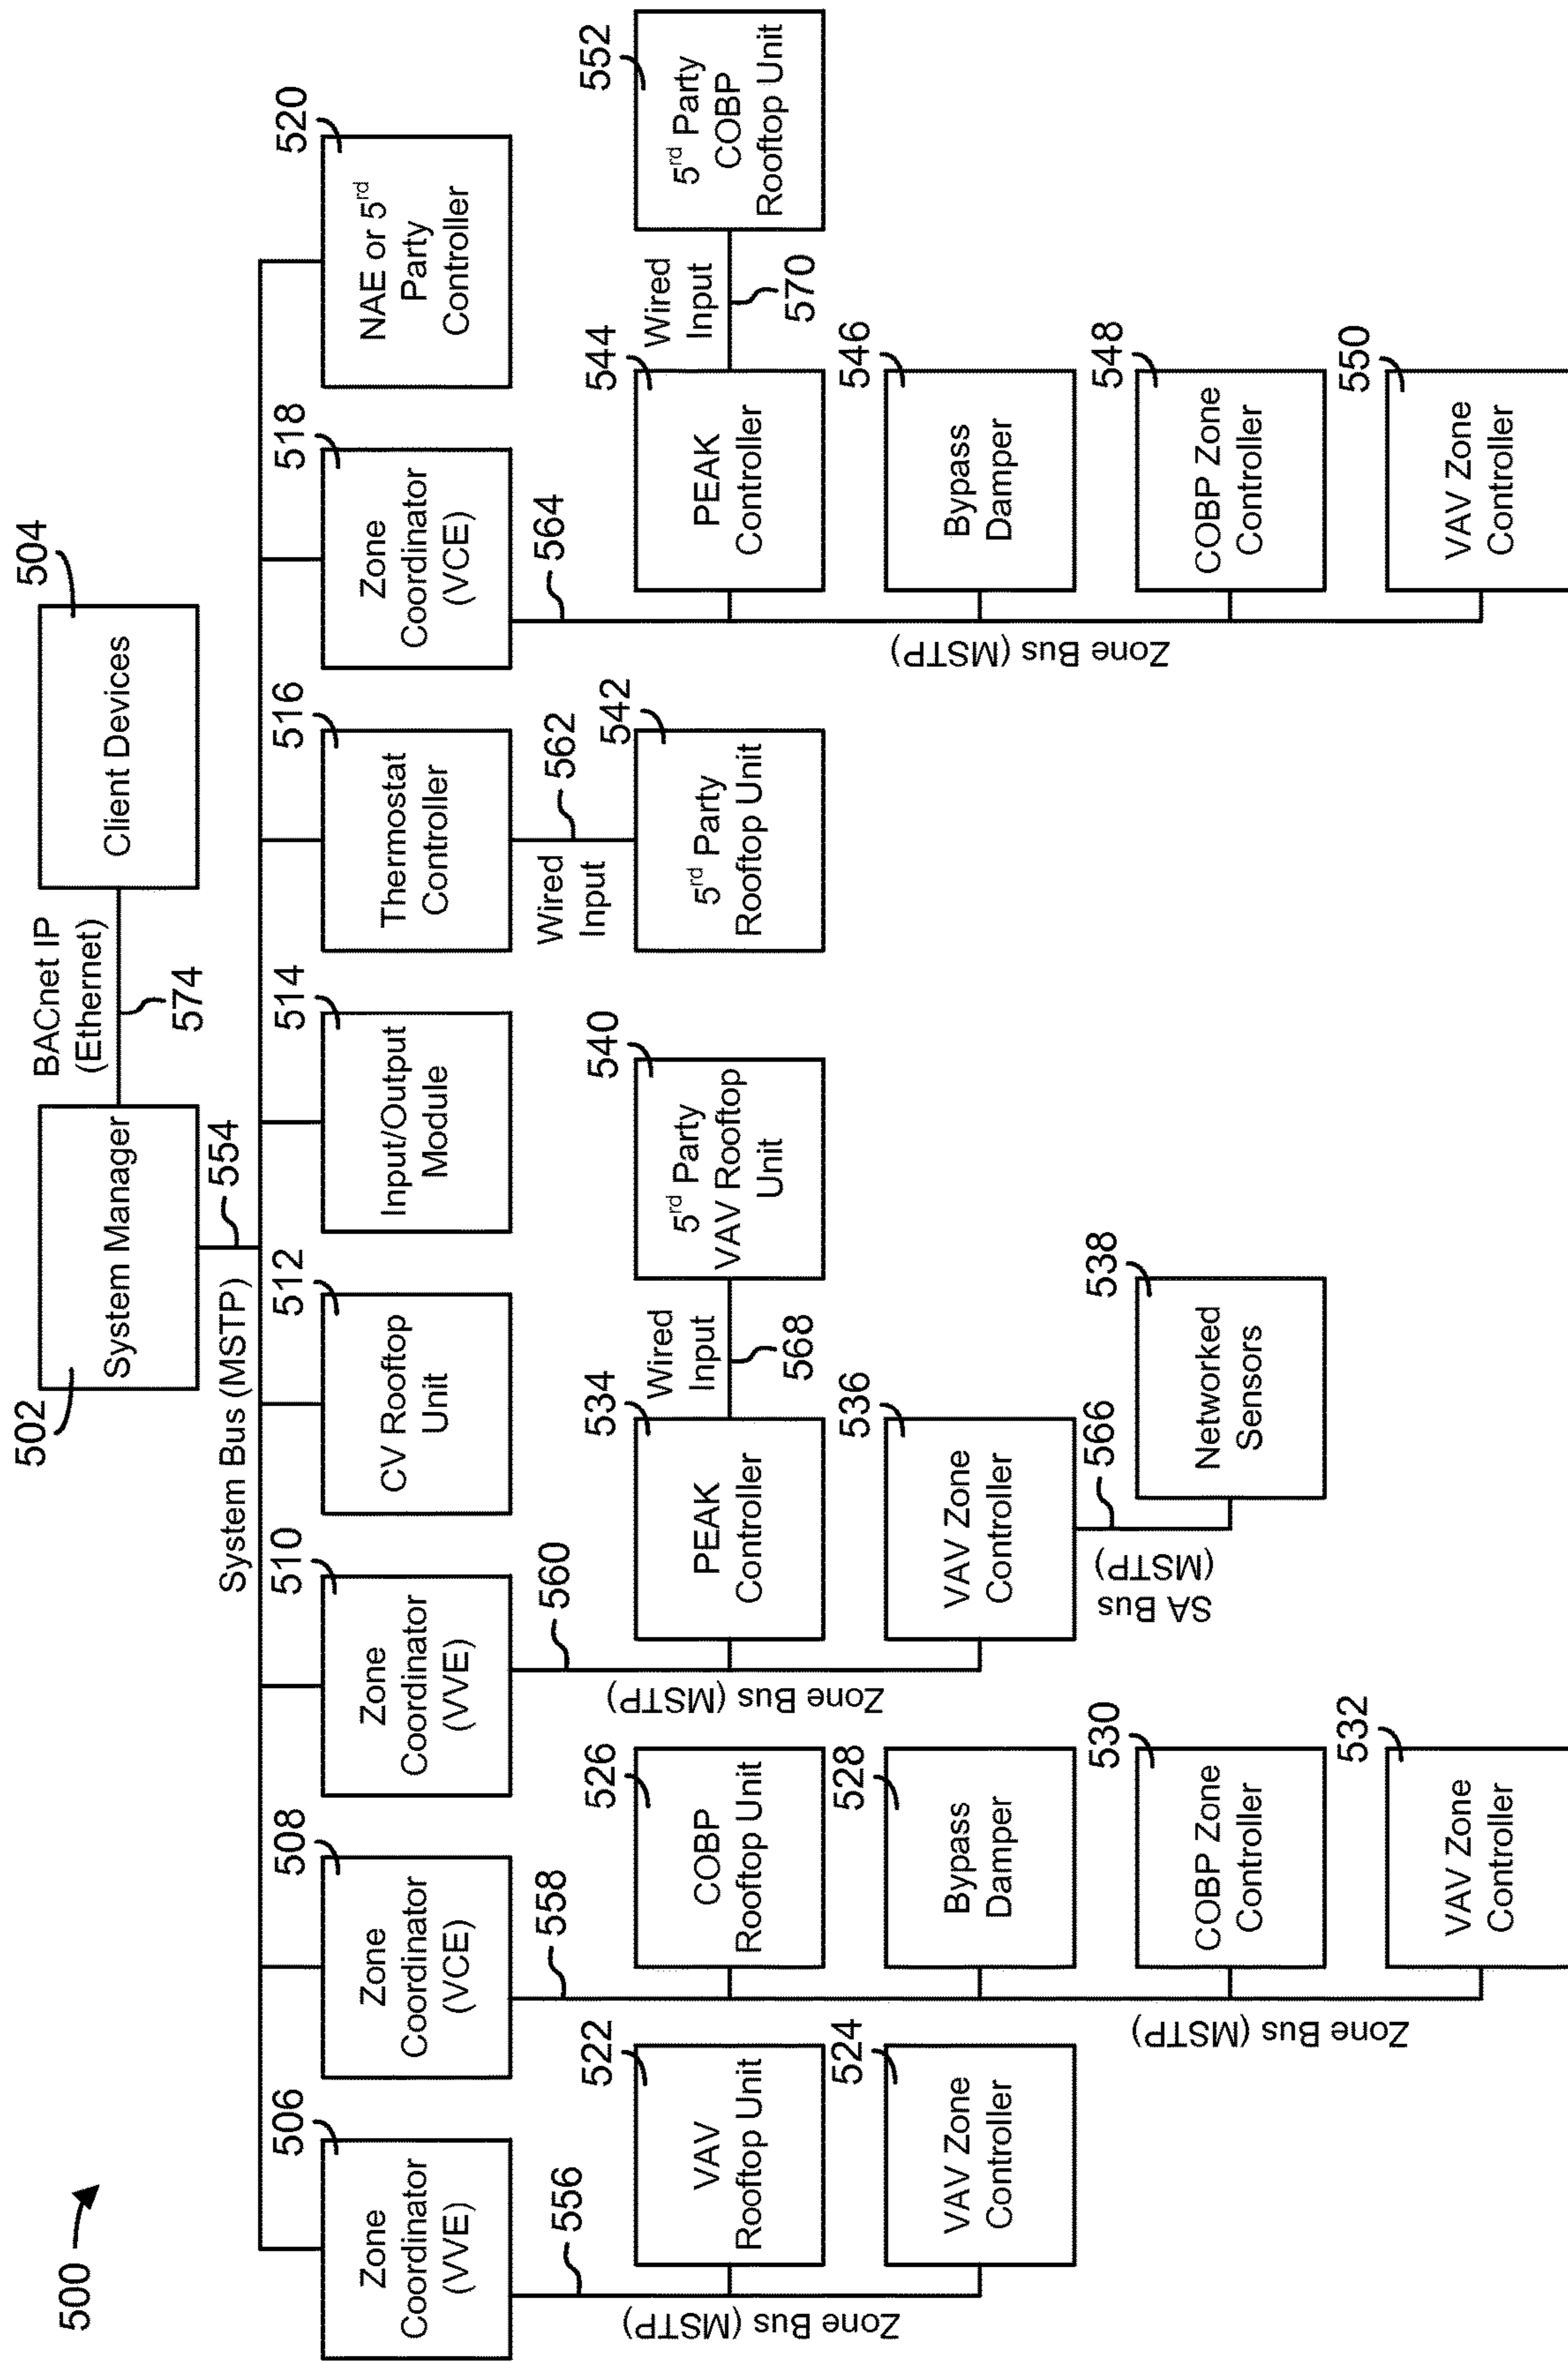 500
502
System Manager
BACnet IP
(Ethernet)
574
504
Client Devices
System Bus (MSTP)
554
506
Zone
Coordinator
(VVE)
508
Zone
Coordinator
(VCE)
510
Zone
Coordinator
(VVE)
512
CV Rooftop
Unit
514
Input/Output
Module
516
Thermostat
Controller
518
Zone
Coordinator
(VCE)
520
NAE or 5rd
Party
Controller
556
Zone Bus (MSTP)
522
VAV
Rooftop Unit
524
VAV Zone
Controller
558
Zone Bus (MSTP)
526
COBP
Rooftop Unit
528
Bypass
Damper
530
COBP Zone
Controller
532
VAV Zone
Controller
560
Zone Bus (MSTP)
534
PEAK
Controller
Wired
Input
568
540
5rd Party
VAV Rooftop
Unit
536
VAV Zone
Controller
566
SA Bus
(MSTP)
538
Networked
Sensors
Wired
Input
562
542
5rd Party
Rooftop Unit
564
Zone Bus (MSTP)
544
PEAK
Controller
Wired
Input
570
552
5rd Party
COBP
Rooftop Unit
546
Bypass
Damper
548
COBP Zone
Controller
550
VAV Zone
Controller